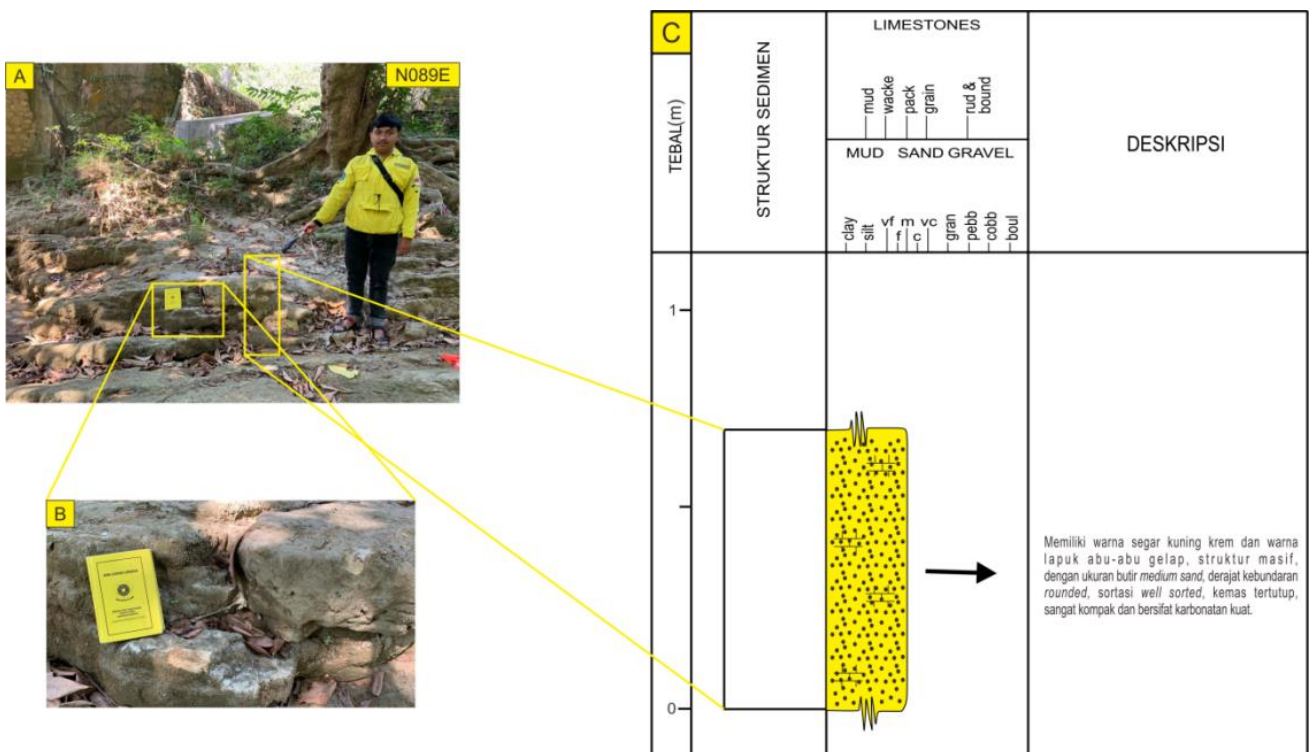 A
N089E
B
C
TEBAL(m)
STRUKTUR SEDIMEN
LIMESTONES
mud
wacke
pack
grain
rud &
bound
MUD SAND GRAVEL
clay
silt
vf
f
m
c
vc
gran
pebb
cobb
boul
DESKRIPSI
1
0
Memiliki warna segar kuning krem dan warna
lapuk abu-abu gelap, struktur masif,
dengan ukuran butir medium sand, derajat kebundaran
rounded, sortasi well sorted, kemas tertutup,
sangat kompak dan bersifat karbonatan kuat.